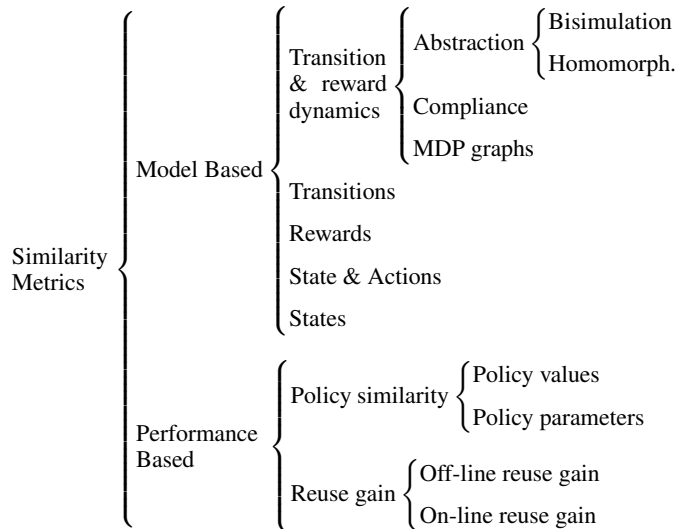 Similarity
Metrics
Model Based
Transition
& reward
dynamics
Abstraction
Bisimulation
Homomorph.
Compliance
MDP graphs
Transitions
Rewards
State & Actions
States
Performance
Based
Policy similarity
Policy values
Policy parameters
Reuse gain
Off-line reuse gain
On-line reuse gain